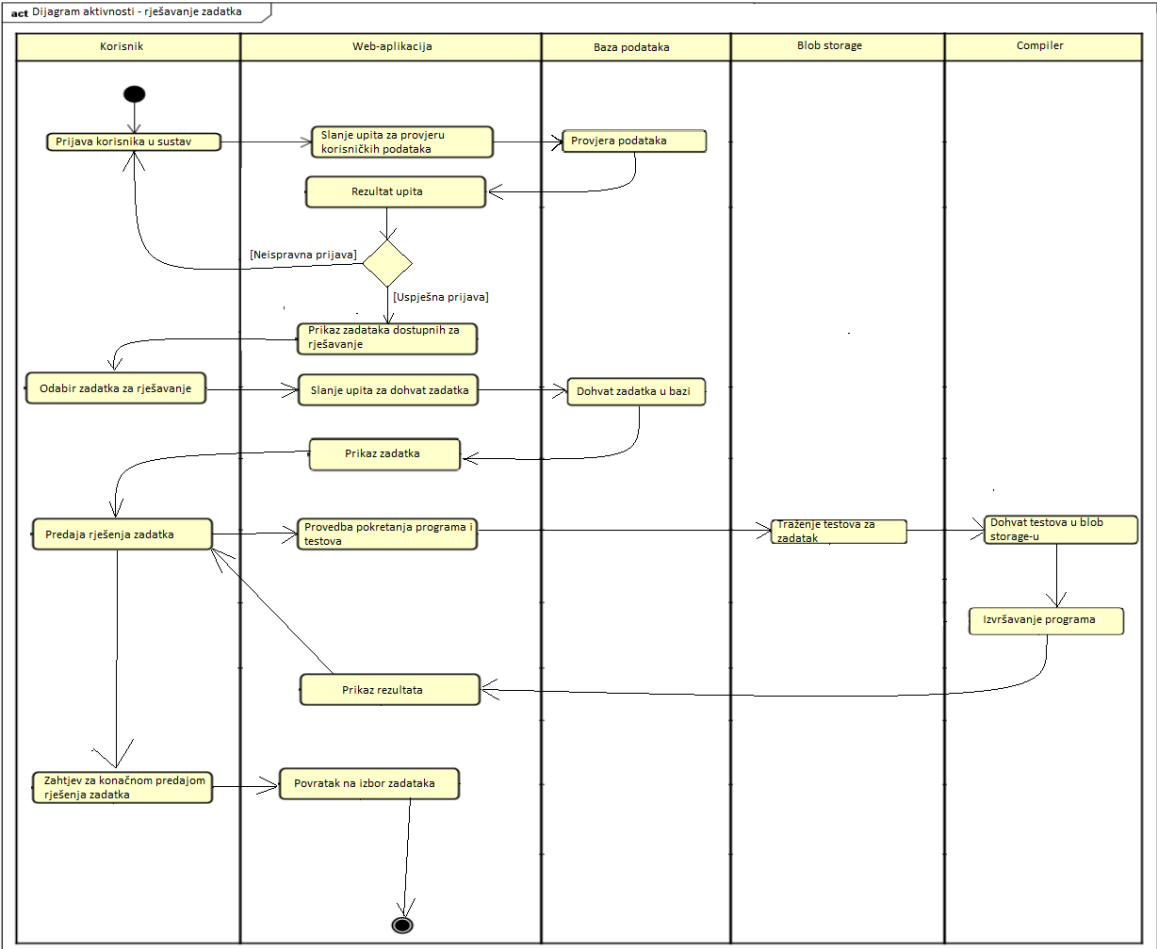 act Dijagram aktivnosti - rješavanje zadatka
Korisnik
Web-aplikacija
Baza podataka
Blob storage
Compiler
Prijava korisnika u sustav
Slanje upita za provjeru
korisničkih podataka
Provjera podataka
Rezultat upita
[Neispravna prijava]
[Uspješna prijava]
Prikaz zadataka dostupnih za
rješavanje
Odabir zadatka za rješavanje
Slanje upita za dohvat zadatka
Dohvat zadatka u bazi
Prikaz zadatka
Predaja rješenja zadatka
Provedba pokretanja programa i
testova
Traženje testova za
zadatak
Dohvat testova u blob
storage-u
Izvršavanje programa
Prikaz rezultata
Zahtjev za konačnom predajom
rješenja zadatka
Povratak na izbor zadataka